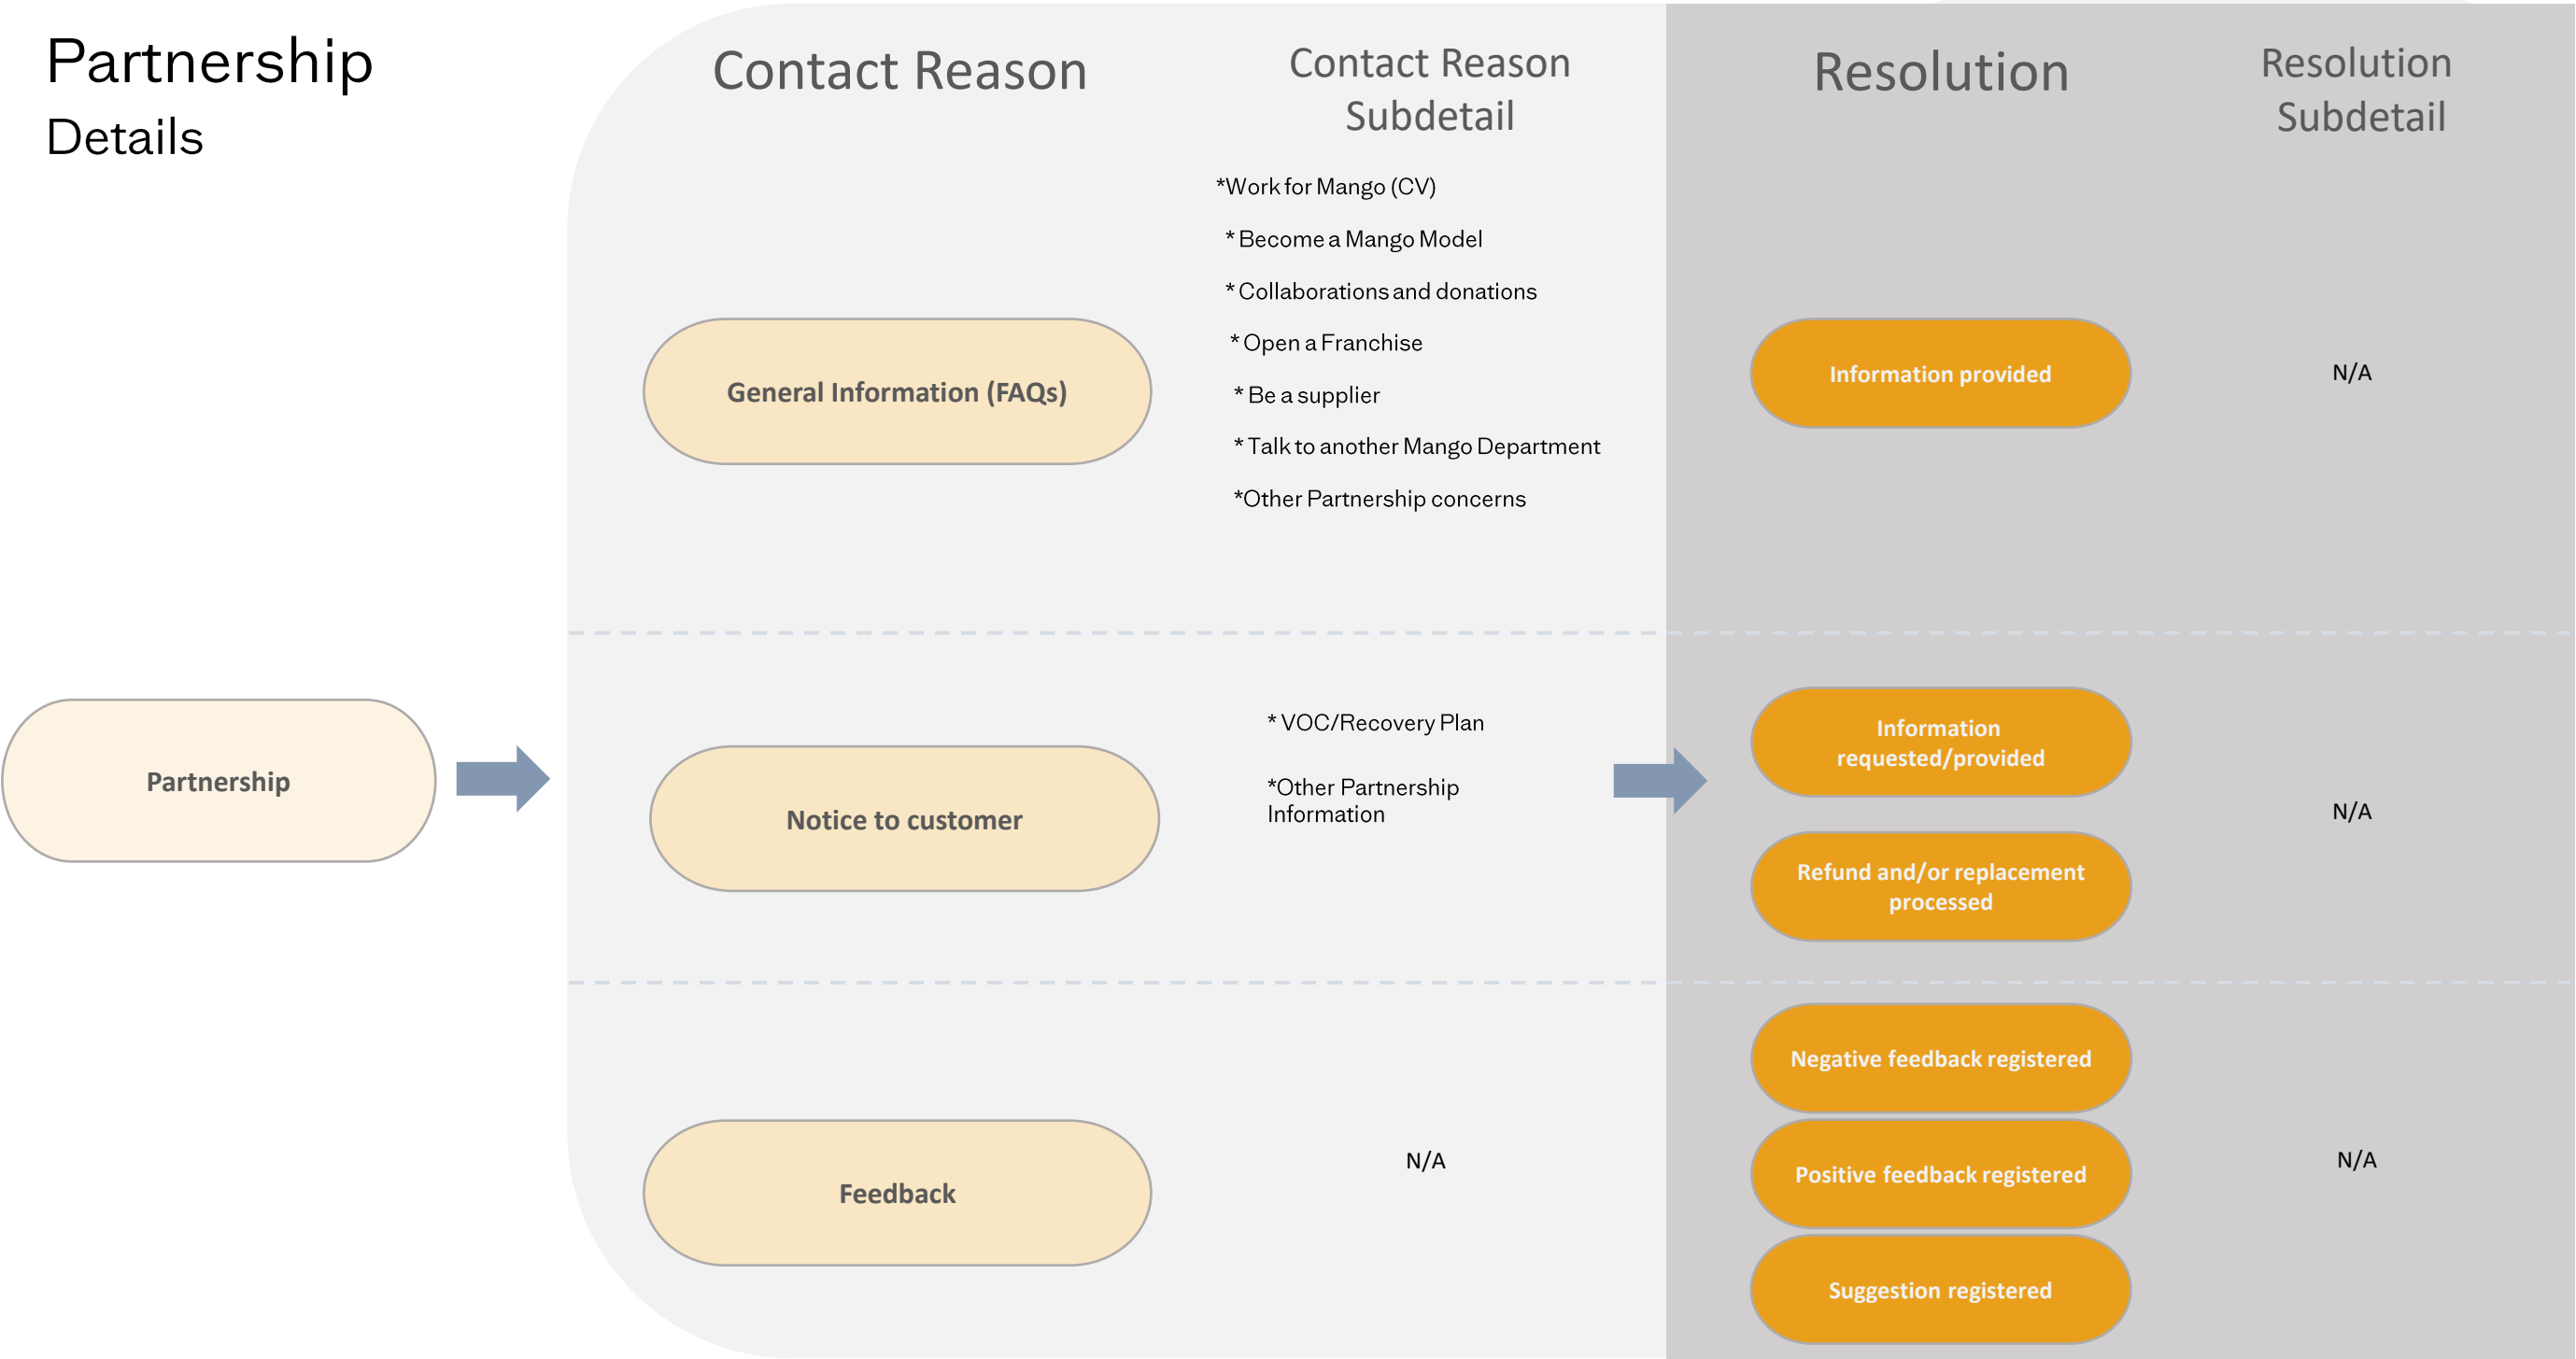 Partnership
Details
Contact Reason
Contact Reason
Subdetail
Resolution
Resolution
Subdetail
*Work for Mango (CV)
* Become a Mango Model
* Collaborations and donations
* Open a Franchise
* Be a supplier
* Talk to another Mango Department
*Other Partnership concerns
General Information (FAQs)
Information provided
N/A
Partnership
Notice to customer
* VOC/Recovery Plan
*Other Partnership
Information
Information
requested/provided
Refund and/or replacement
processed
N/A
Feedback
N/A
Negative feedback registered
Positive feedback registered
Suggestion registered
N/A